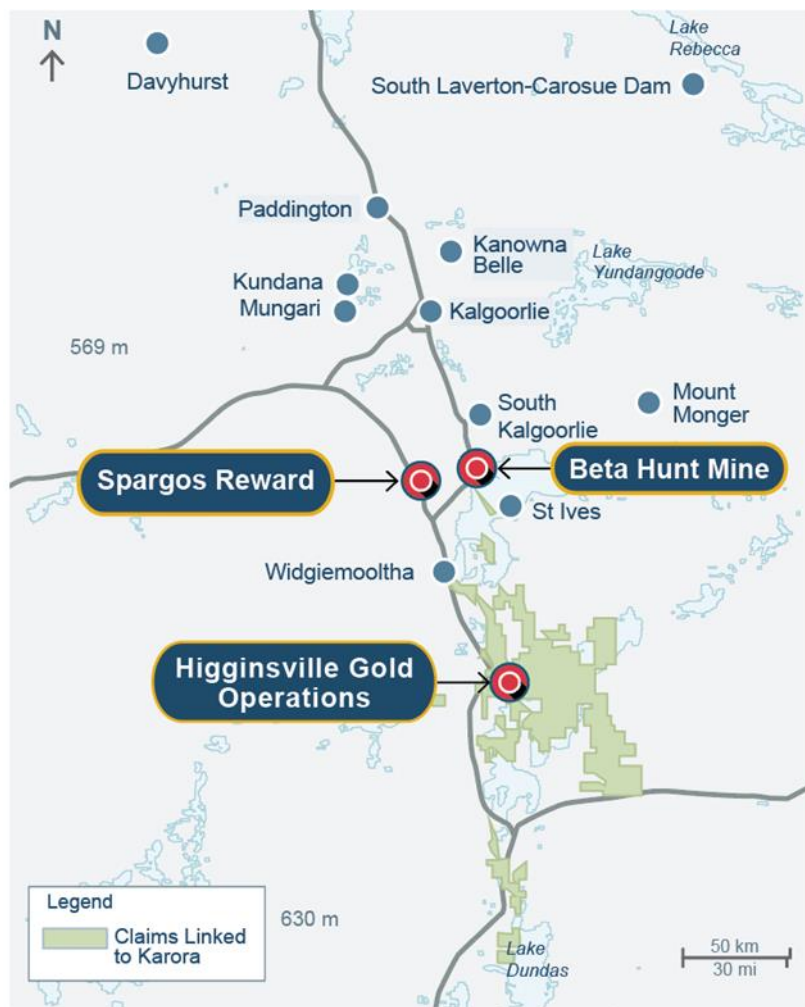 N
Lake
Rebecca
Davyhurst
South Laverton-Carosue Dam
Paddington
Kanowna
Belle
Lake
Yundangoode
Kundana
Mungari
Kalgoorlie
569 m
South
Kalgoorlie
Mount
Monger
Spargos Reward
Beta Hunt Mine
St Ives
Widgiemooltha
Higginsville Gold
Operations
Legend
Claims Linked
to Karora
630 m
Lake
Dundas
50 km
30 mi